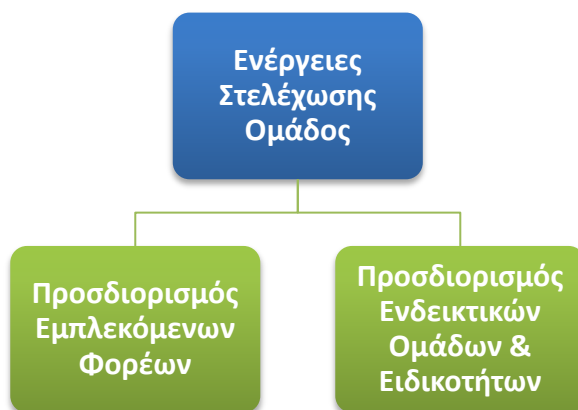 Ενέργειες
Στελέχωσης
Ομάδος
Προσδιορισμός
Εμπλεκόμενων
Φορέων
Προσδιορισμός
Ενδεικτικών
Ομάδων &
Ειδικοτήτων